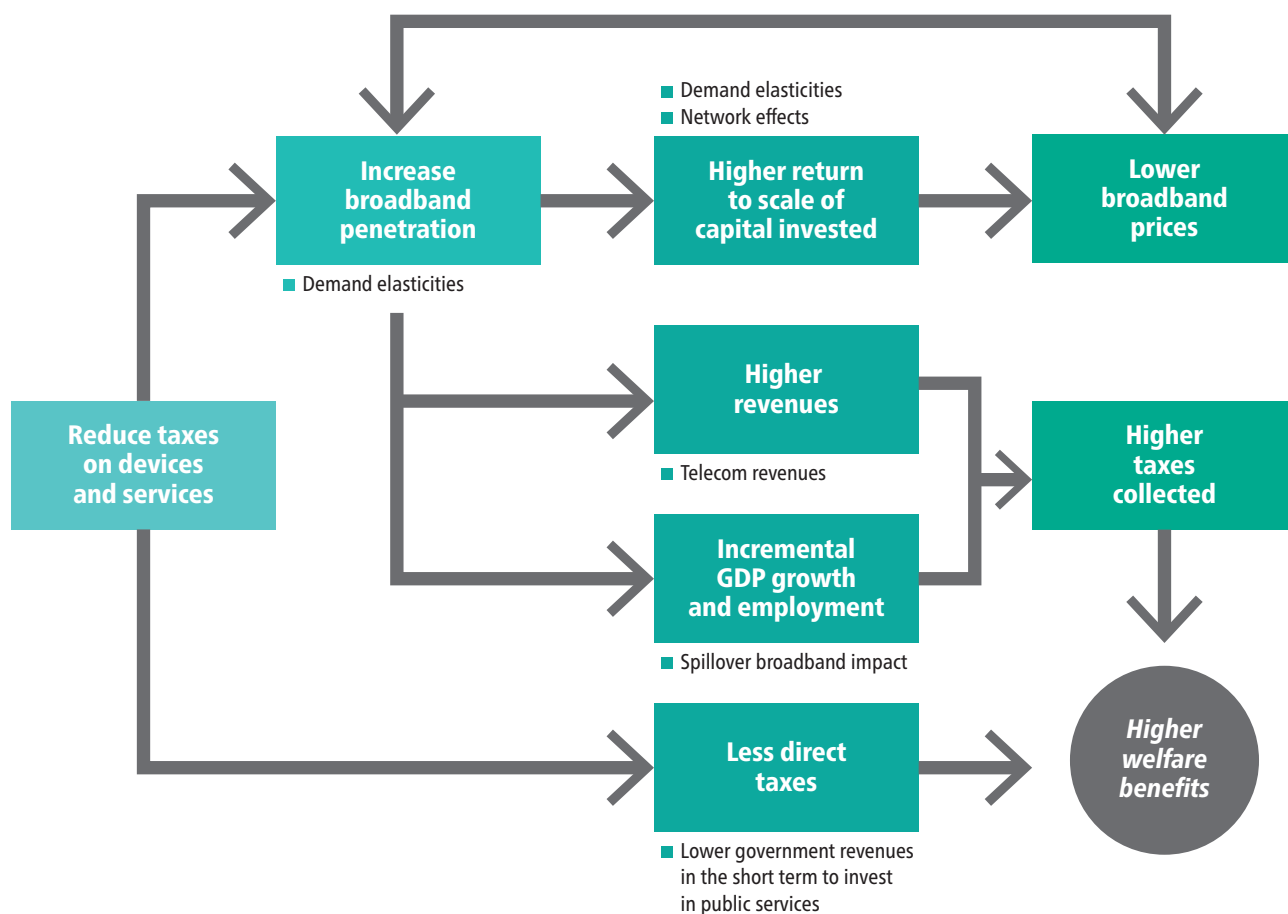 Demand elasticities
Network effects
Increase
broadband
penetration
Higher return
to scale of
capital invested
Lower
broadband
prices
Demand elasticities
Reduce taxes
on devices
and services
Higher
revenues
Telecom revenues
Higher
taxes
collected
Incremental
GDP growth
and employment
Spillover broadband impact
Less direct
taxes
Lower government revenues
in the short term to invest
in public services
Higher
welfare
benefits